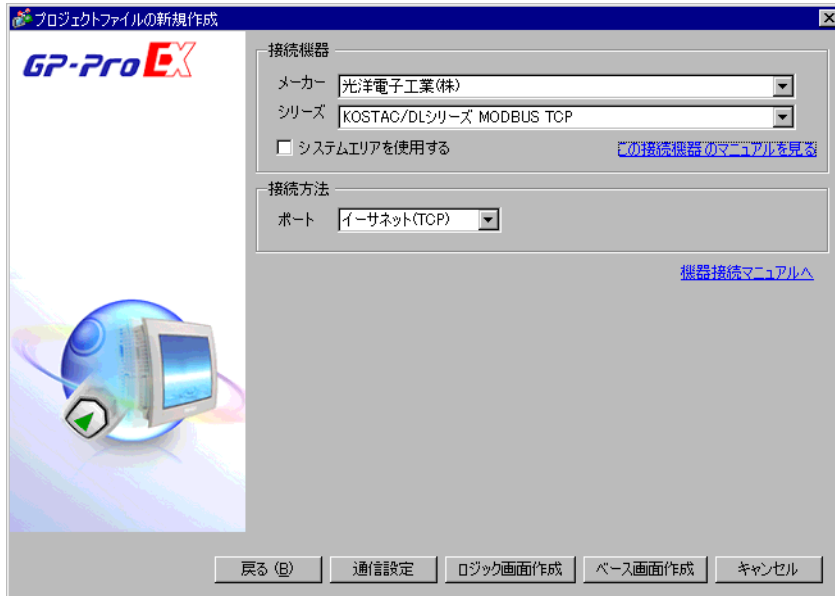 プロジェクトファイルの新規作成
GP-Pro EX
接続機器
メーカー 光洋電子工業(株)
シリーズ KOSTAC/DLシリーズ MODBUS TCP
システムエリアを使用する この接続機器のマニュアルを見る
接続方法
ポート イーサネット(TCP)
機器接続マニュアルへ
戻る (B) 通信設定 ロジック画面作成 ベース画面作成 キャンセル